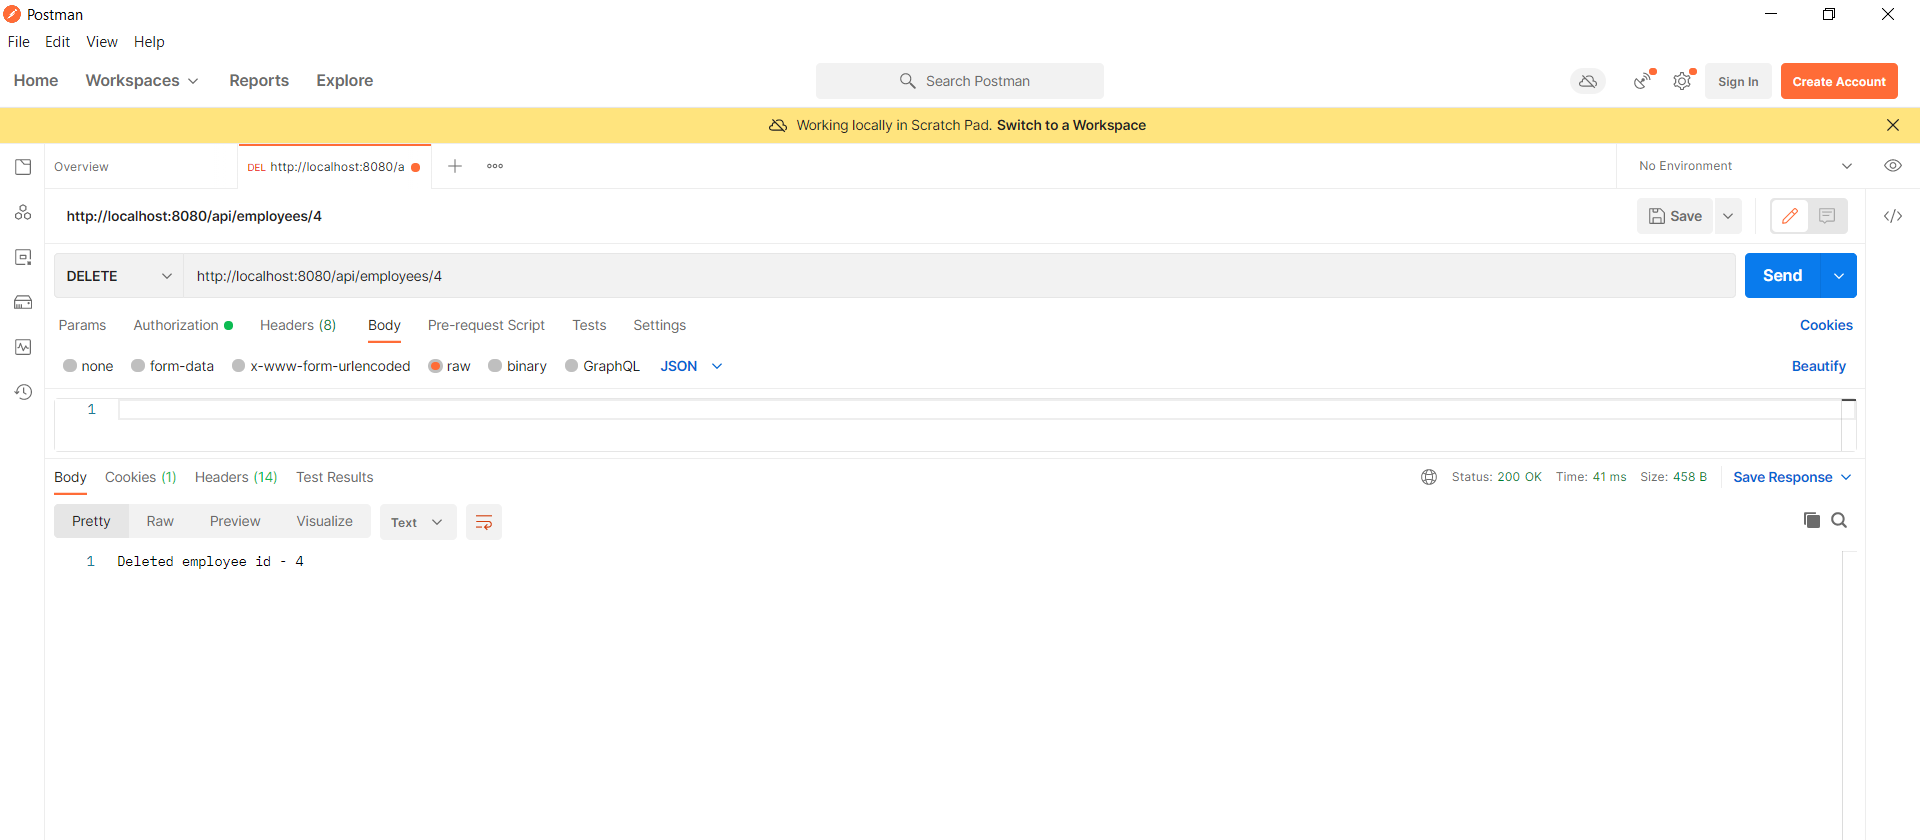 Postman
File Edit View Help
Home Workspaces Reports Explore Search Postman Sign In Create Account
Working locally in Scratch Pad. Switch to a Workspace
Overview DEL http://localhost:8080/a No Environment
http://localhost:8080/api/employees/4 Save
DELETE http://localhost:8080/api/employees/4 Send
Params Authorization Headers (8) Body Pre-request Script Tests Settings Cookies
none form-data x-www-form-urlencoded raw binary GraphQL JSON Beautify
1
Body Cookies (1) Headers (14) Test Results Status: 200 OK Time: 41 ms Size: 458 B Save Response
Pretty Raw Preview Visualize Text
1 Deleted employee id - 4